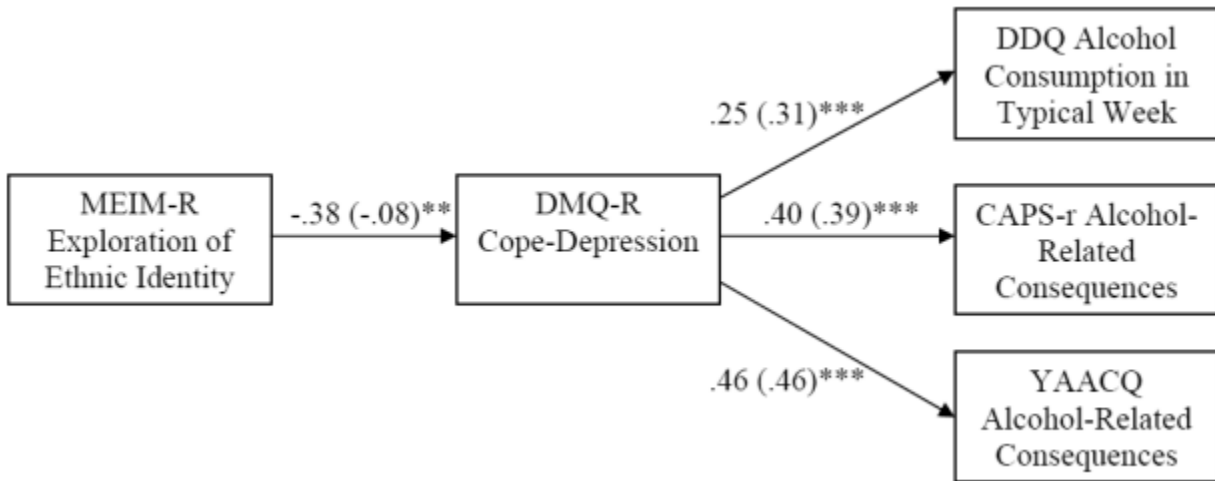 MEIM-R
Exploration of
Ethnic Identity
-.38 (-.08)**
DMQ-R
Cope-Depression
.25 (.31)***
.40 (.39)***
.46 (.46)***
DDQ Alcohol
Consumption in
Typical Week
CAPS-r Alcohol-
Related
Consequences
YAACQ
Alcohol-Related
Consequences